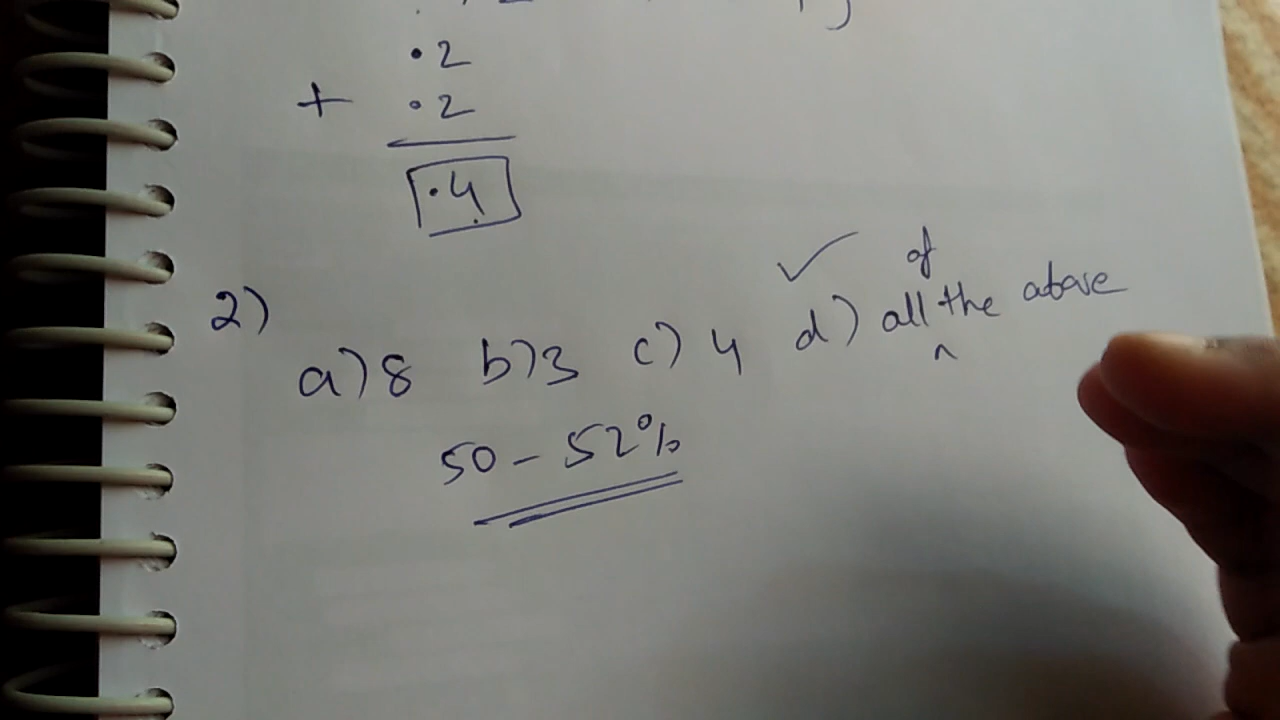 .2
+ .2
.4
2)
a) 8 b) 3 c) 4 ✓ d) all of the above
50 - 52%